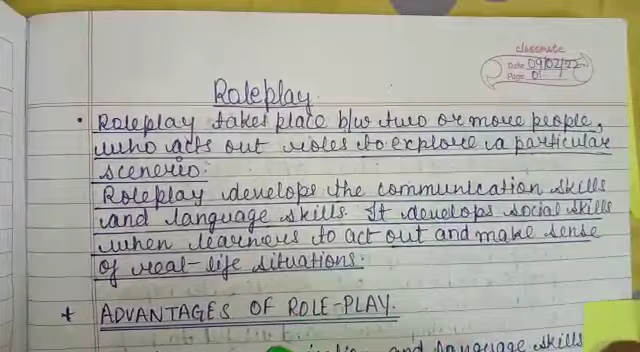 classmate
Date 09/02/22
Page 01
Roleplay
• Roleplay takes place b/w two or more people,
who acts out roles to explore a particular
scenerio.
Roleplay develops the communication skills
and language skills. It develops social skills
when learners to act out and make sense
of real-life situations.
* ADVANTAGES OF ROLE-PLAY.
and language skills